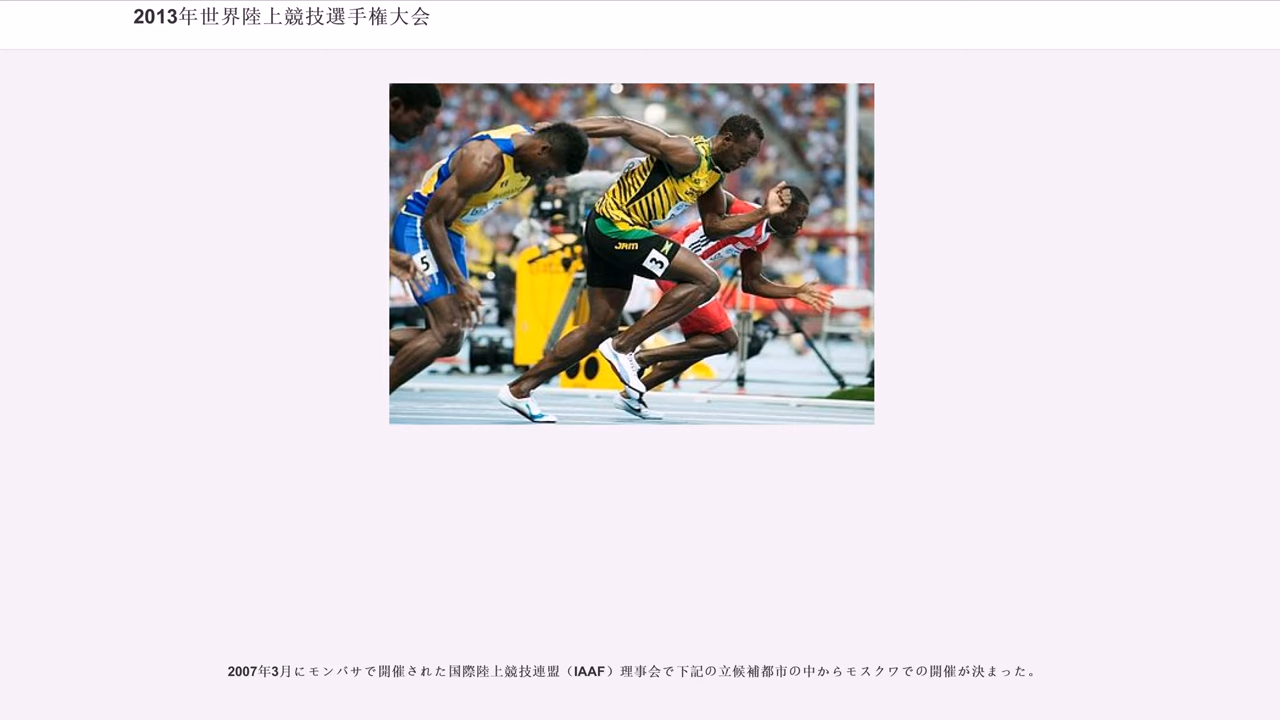 2013年世界陸上競技選手権大会
5
JAM
3
2007年3月にモンバサで開催された国際陸上競技連盟（IAAF）理事会で下記の立候補都市の中からモスクワでの開催が決まった。